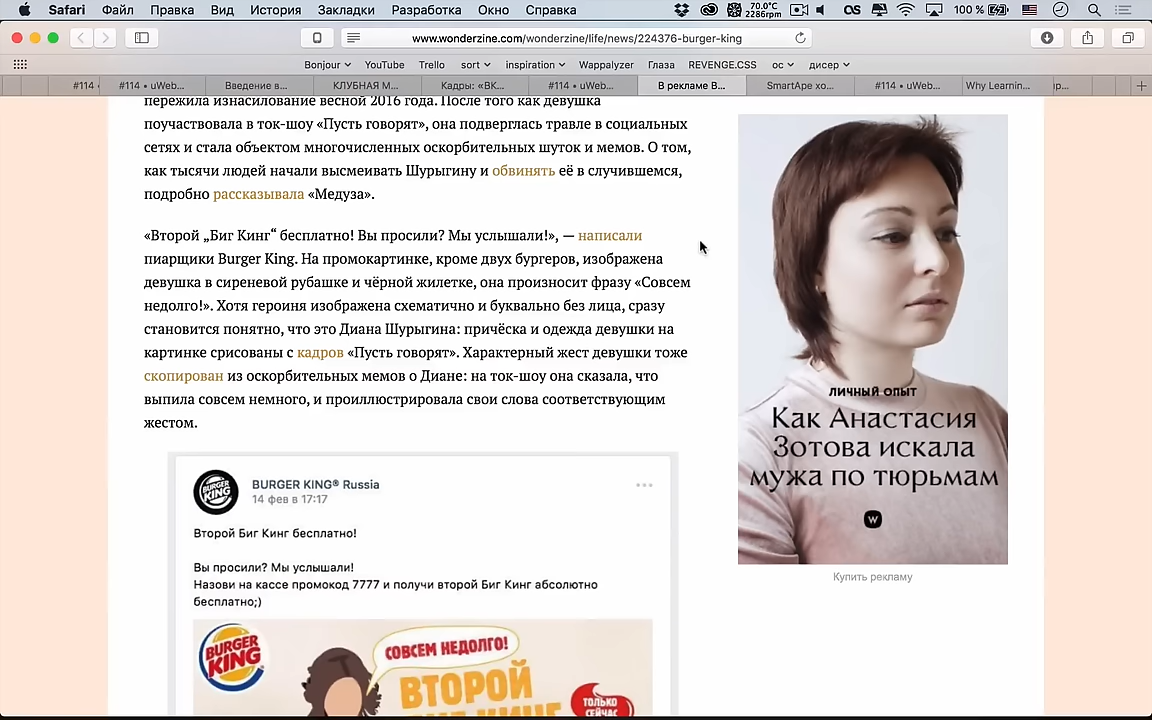 Safari Файл Правка Вид История Закладки Разработка Окно Справка
70.0°C
2286rpm
100 %
www.wonderzine.com/wonderzine/life/news/224376-burger-king
Bonjour YouTube Trello sort inspiration Wappalyzer Глаза REVENGE.CSS ос дисер
#114 #114 • uWeb... Введение в... КЛУБНАЯ М... Кадры: «ВК... #114 • uWeb... В рекламе B... SmartApe хо... #114 • uWeb... Why Learnin...
пережила изнасилование весной 2016 года. После того как девушка
поучаствовала в ток-шоу «Пусть говорят», она подверглась травле в социальных
сетях и стала объектом многочисленных оскорбительных шуток и мемов. О том,
как тысячи людей начали высмеивать Шурыгину и обвинять её в случившемся,
подробно рассказывала «Медуза».
«Второй „Биг Кинг“ бесплатно! Вы просили? Мы услышали!», — написали
пиарщики Burger King. На промокартинке, кроме двух бургеров, изображена
девушка в сиреневой рубашке и чёрной жилетке, она произносит фразу «Совсем
недолго!». Хотя героиня изображена схематично и буквально без лица, сразу
становится понятно, что это Диана Шурыгина: причёска и одежда девушки на
картинке срисованы с кадров «Пусть говорят». Характерный жест девушки тоже
скопирован из оскорбительных мемов о Диане: на ток-шоу она сказала, что
выпила совсем немного, и проиллюстрировала свои слова соответствующим
жестом.
BURGER KING
BURGER KING® Russia
14 фев в 17:17
Второй Биг Кинг бесплатно!
Вы просили? Мы услышали!
Назови на кассе промокод 7777 и получи второй Биг Кинг абсолютно
бесплатно;)
BURGER
KING
СОВСЕМ НЕДОЛГО!
ВТОРОЙ
ТОЛЬКО
СЕЙЧАС
ЛИЧНЫЙ ОПЫТ
Как Анастасия
Зотова искала
мужа по тюрьмам
W
Купить рекламу